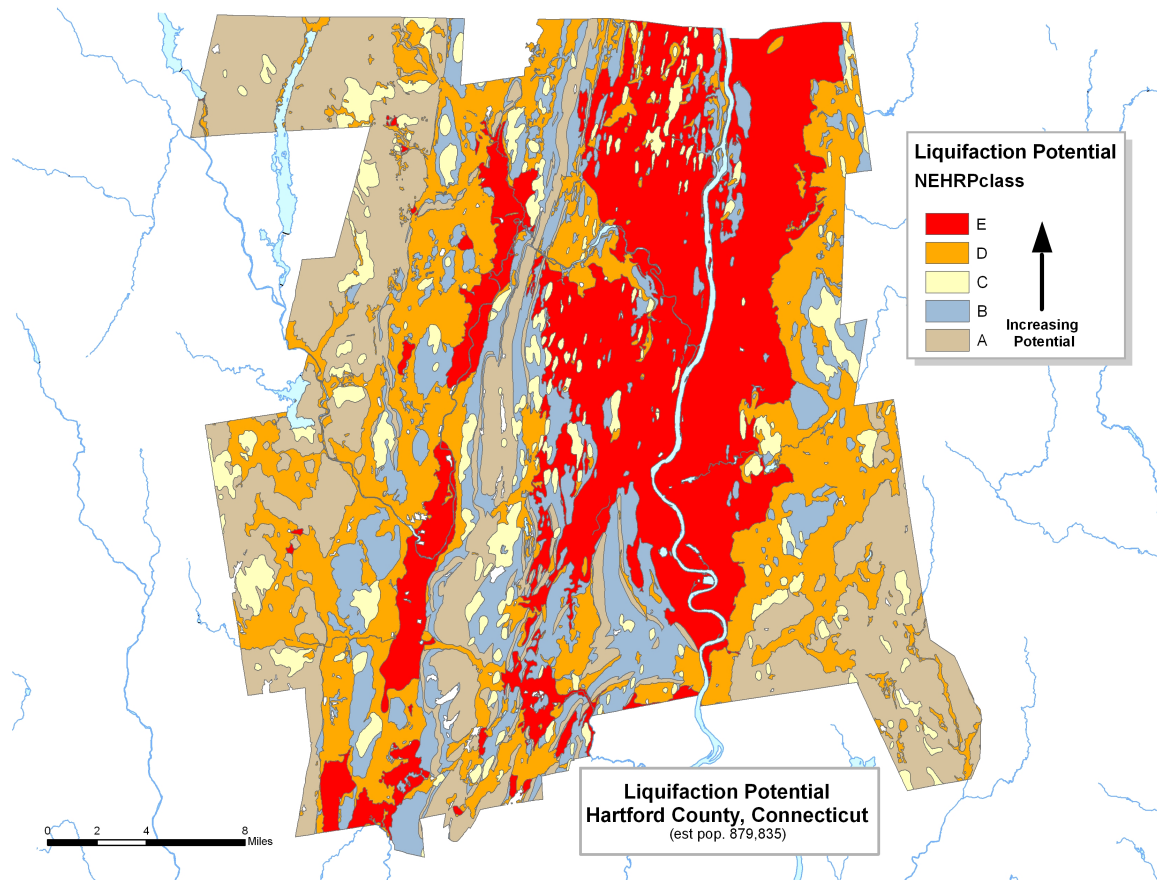 Liquifaction Potential
NEHRPclass
E
D
C
B
A
Increasing
Potential
0 2 4 8
Miles
Liquifaction Potential
Hartford County, Connecticut
(est pop. 879,835)